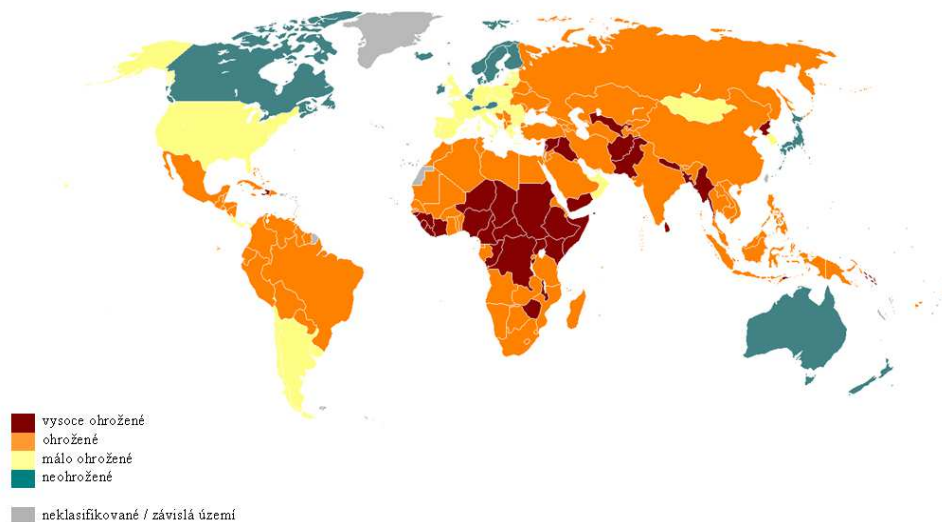 vysoce ohrožené
ohrožené
málo ohrožené
neohrožené
neklasifikované / závislá území